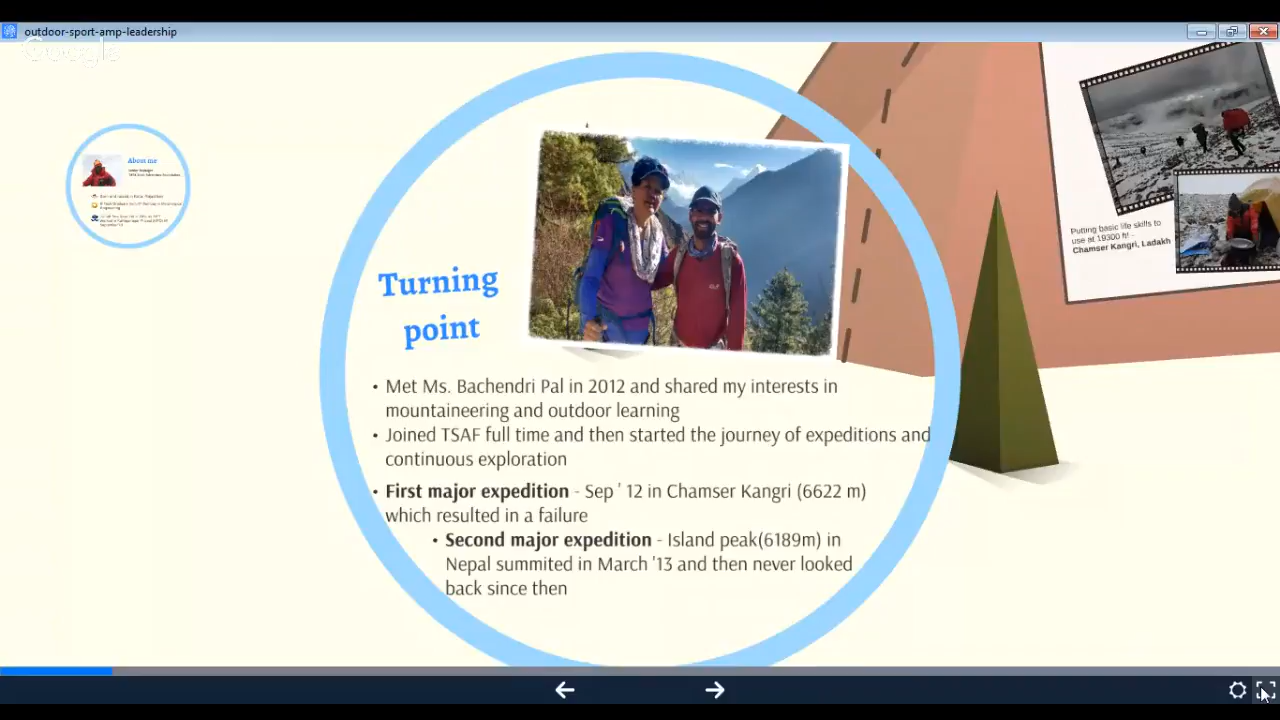 outdoor-sport-amp-leadership
Google
About me
Turning
point
• Met Ms. Bachendri Pal in 2012 and shared my interests in
mountaineering and outdoor learning
• Joined TSAF full time and then started the journey of expeditions and
continuous exploration
• First major expedition - Sep ' 12 in Chamser Kangri (6622 m)
which resulted in a failure
• Second major expedition - Island peak(6189m) in
Nepal summited in March '13 and then never looked
back since then
Putting basic life skills to
use at 19300 ft! -
Chamser Kangri, Ladakh